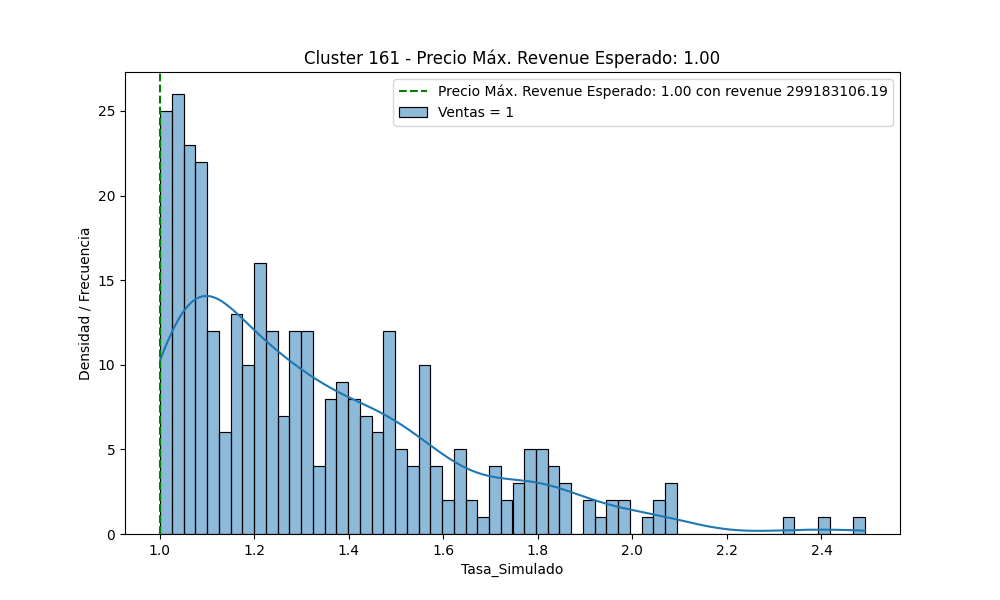 Cluster 161 - Precio Máx. Revenue Esperado: 1.00
Precio Máx. Revenue Esperado: 1.00 con revenue 299183106.19
Ventas = 1
Densidad / Frecuencia
25
20
15
10
5
0
1.0 1.2 1.4 1.6 1.8 2.0 2.2 2.4
Tasa_Simulado